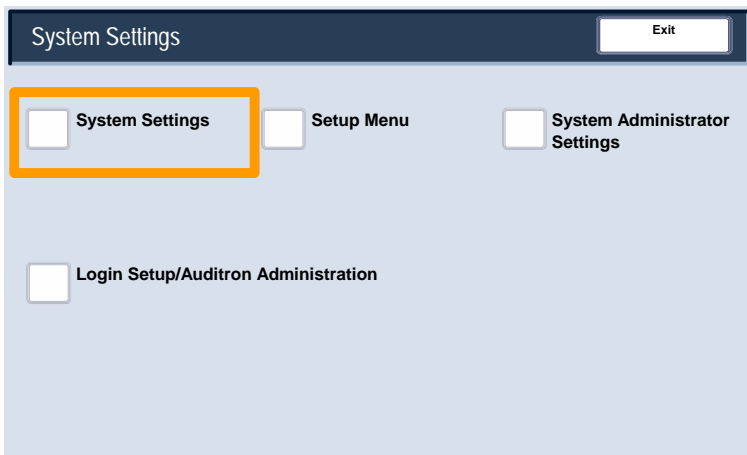 System Settings
Exit
System Settings
Setup Menu
System Administrator
Settings
Login Setup/Auditron Administration